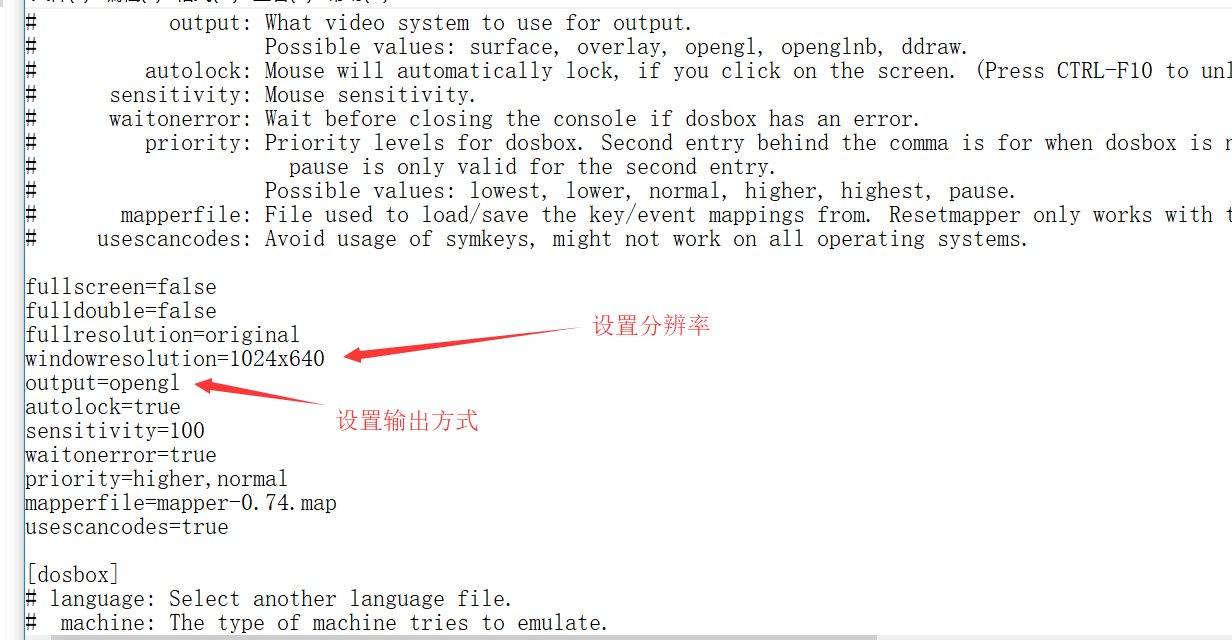 #           output: What video system to use for output.
#                   Possible values: surface, overlay, opengl, openglnb, ddraw.
#         autolock: Mouse will automatically lock, if you click on the screen. (Press CTRL-F10 to
#      sensitivity: Mouse sensitivity.
#      waitonerror: Wait before closing the console if dosbox has an error.
#         priority: Priority levels for dosbox. Second entry behind the comma is for when dosbox is
#                     pause is only valid for the second entry.
#                   Possible values: lowest, lower, normal, higher, highest, pause.
#       mapperfile: File used to load/save the key/event mappings from. Resetmapper only works with
#     usescancodes: Avoid usage of symkeys, might not work on all operating systems.
fullscreen=false
fulldouble=false
fullresolution=original
设置分辨率
windowresolution=1024x640
output=opengl
autolock=true
设置输出方式
sensitivity=100
waitonerror=true
priority=higher,normal
mapperfile=mapper-0.74.map
usescancodes=true
[dosbox]
# language: Select another language file.
#  machine: The type of machine tries to emulate.